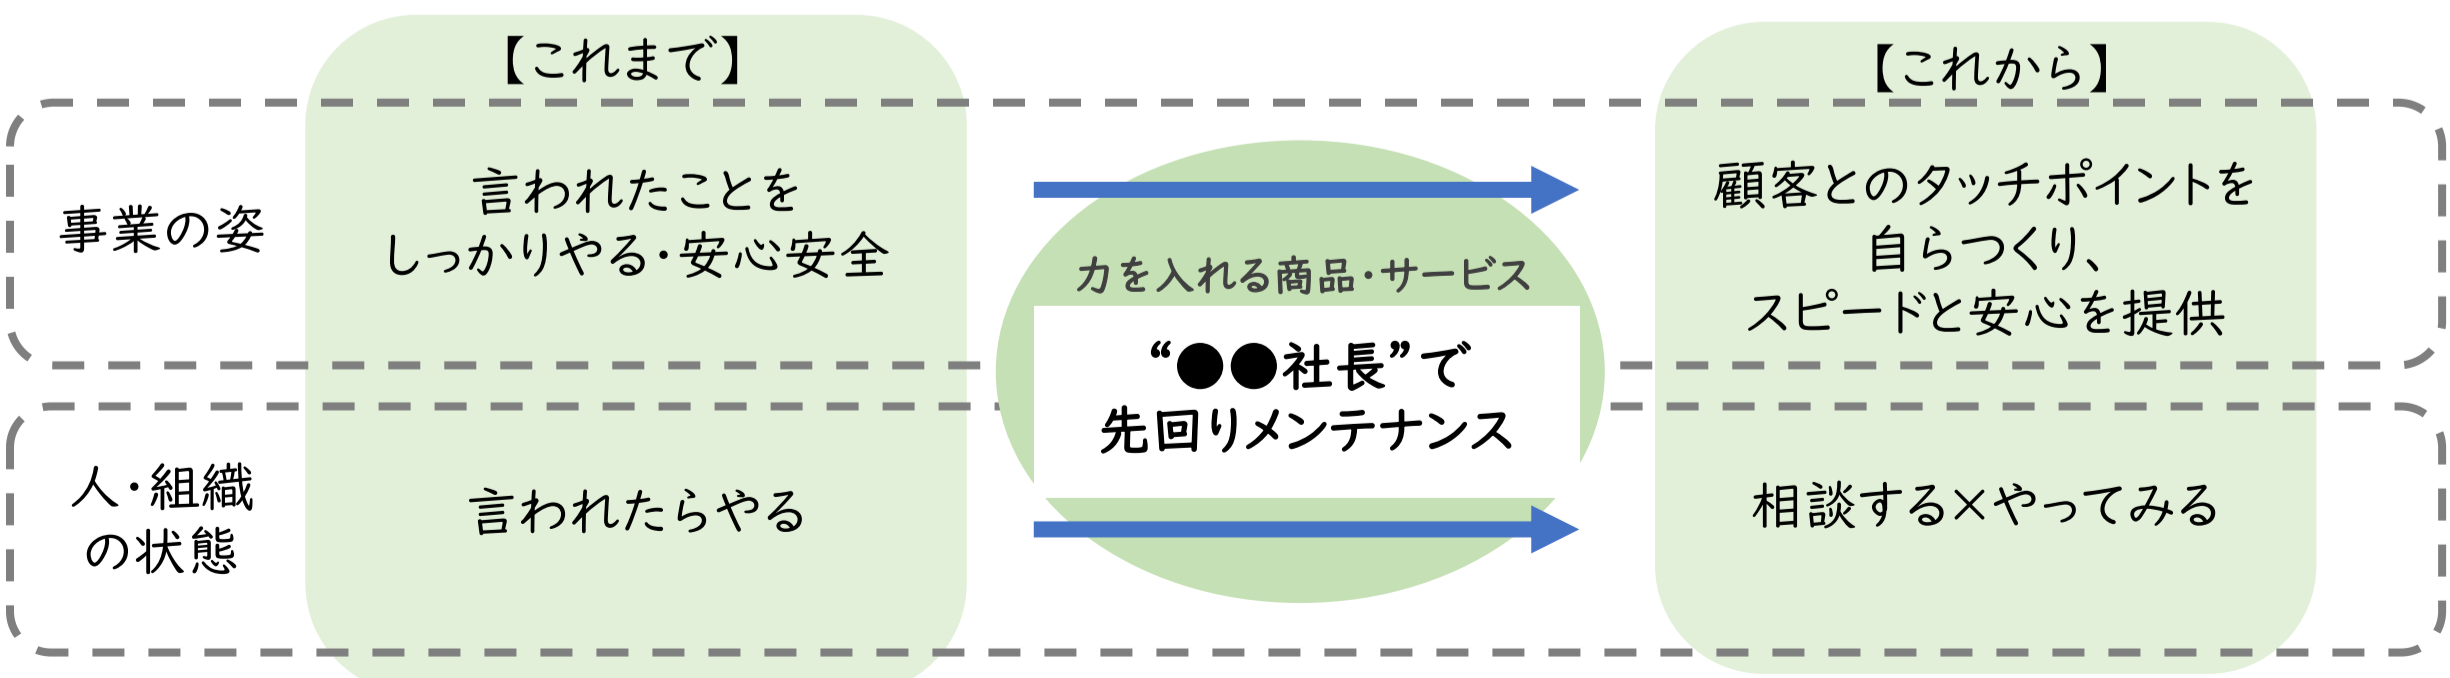 【これまで】
【これから】
事業の姿
言われたことを
しっかりやる・安心安全
顧客とのタッチポイントを
自らつくり、
スピードと安心を提供
力を入れる商品・サービス
“●●社長”で
先回りメンテナンス
人・組織
の状態
言われたらやる
相談する×やってみる